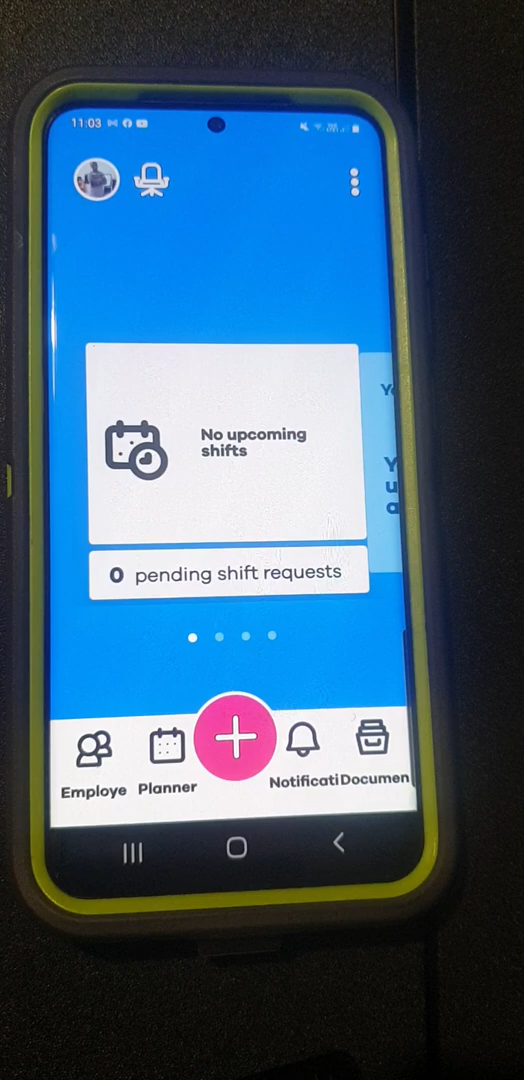 11:03
No upcoming
shifts
0 pending shift requests
Employe
Planner
Notificati
Documen